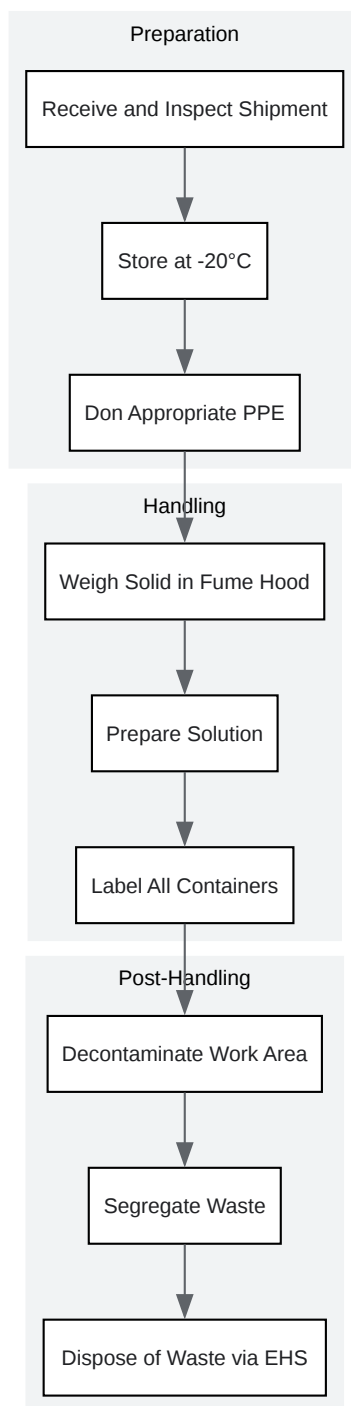 Preparation
Receive and Inspect Shipment
Store at -20°C
Don Appropriate PPE
Handling
Weigh Solid in Fume Hood
Prepare Solution
Label All Containers
Post-Handling
Decontaminate Work Area
Segregate Waste
Dispose of Waste via EHS